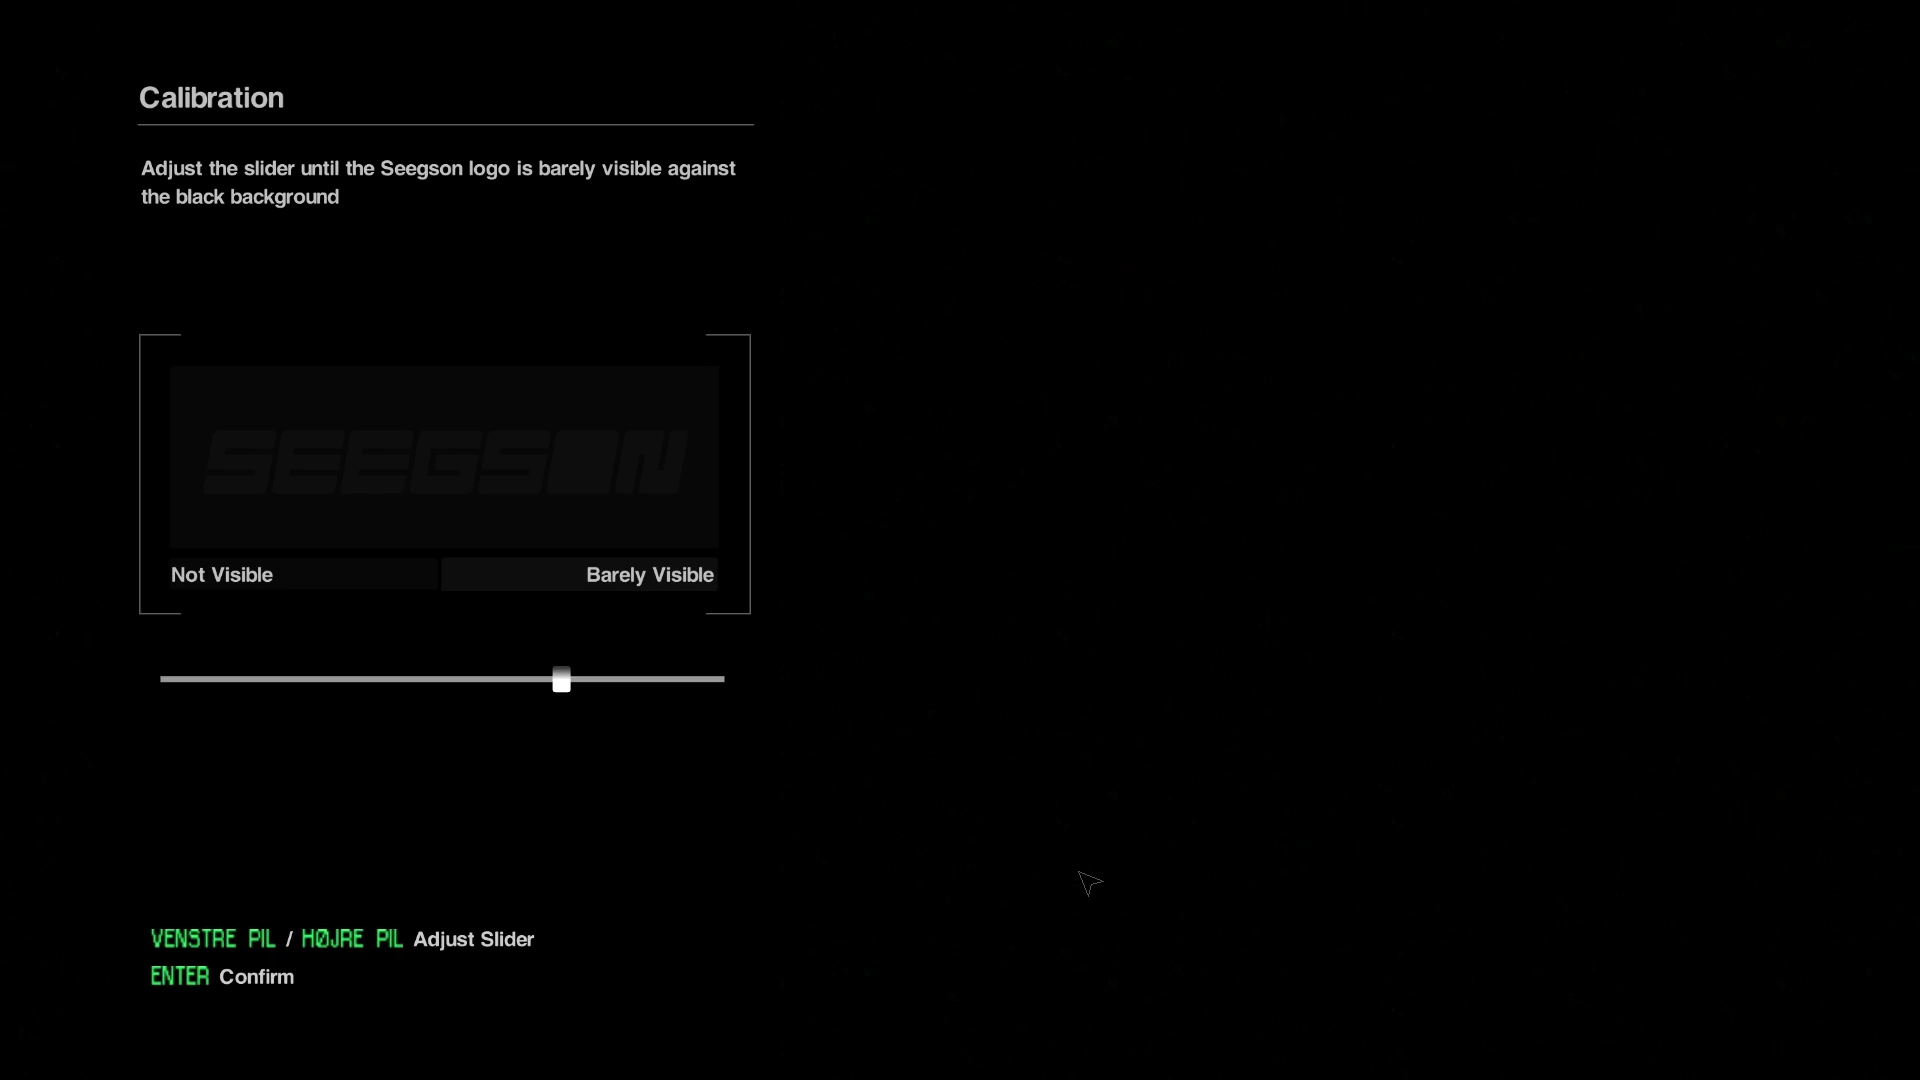 Calibration
Adjust the slider until the Seegson logo is barely visible against
the black background
SEEGSON
Not Visible
Barely Visible
VENSTRE PIL / HØJRE PIL Adjust Slider
ENTER Confirm